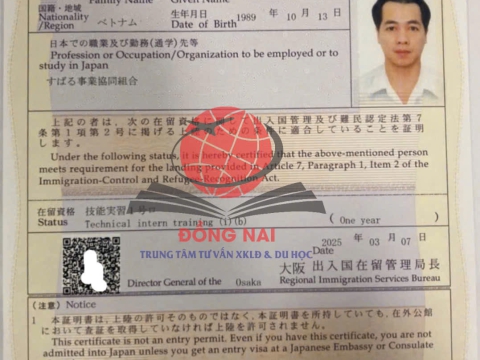 Family Name Given Name
国籍・地域
Nationality
/Region
ベトナム
生年月日
Date of Birth
1989 年 10 月 13 日
日本での職業及び勤務(通学)先等
Profession or Occupation/Organization to be employed or to
study in Japan
すばる事業協同組合
上記の者は、次の在留資格に関して出入国管理及び難民認定法第7
条第1項第2号に掲げる上陸のための条件に適合していることを証明
します。
Under the following status, it is hereby certified that the above-mentioned person
meets requirement for the landing provided in Article 7, Paragraph 1, Item 2 of the
Immigration-Control and Refugee-Recognition Act.
在留資格
Status
技能実習1号ロ
Technical intern training (i)(b)
( One year )
ĐỒNG NAI
TRUNG TÂM TƯ VẤN XKLĐ & DU HỌC
2025 年 03 月 07 日
Date
大阪 出入国在留管理局長
Director General of the Osaka Regional Immigration Services Bureau
(注意) Notice
1 本証明書は、上陸の許可そのものではなく、本証明書を所持していても、在外公館
において査証を取得していなければ上陸を許可されません。
This certificate is not an entry permit. Even if you have this certificate, you are not
admitted into Japan unless you get an entry visa at a Japanese Embassy or Consulate